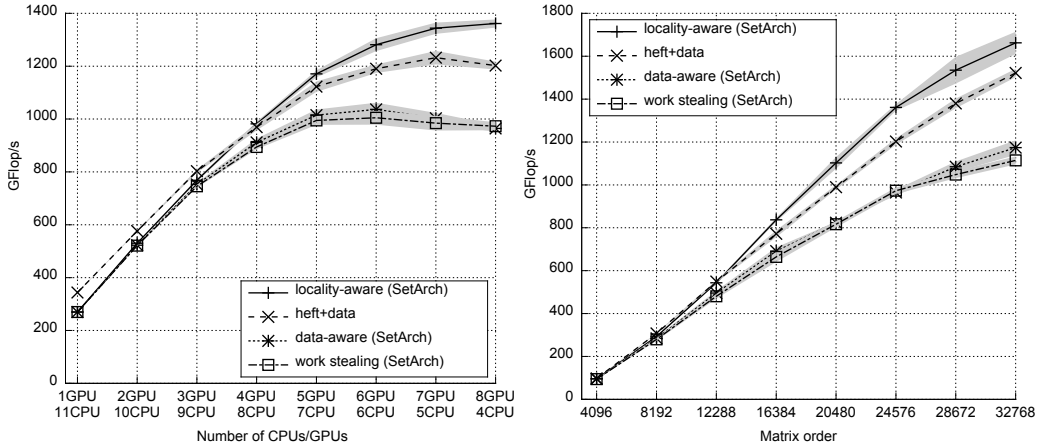 1400
1200
1000
800
600
400
200
0
GFlop/s
locality-aware (SetArch)
heft+data
data-aware (SetArch)
work stealing (SetArch)
1GPU 2GPU 3GPU 4GPU 5GPU 6GPU 7GPU 8GPU
11CPU 10CPU 9CPU 8CPU 7CPU 6CPU 5CPU 4CPU
Number of CPUs/GPUs
1800
1600
1400
1200
1000
800
600
400
200
0
GFlop/s
locality-aware (SetArch)
heft+data
data-aware (SetArch)
work stealing (SetArch)
4096 8192 12288 16384 20480 24576 28672 32768
Matrix order